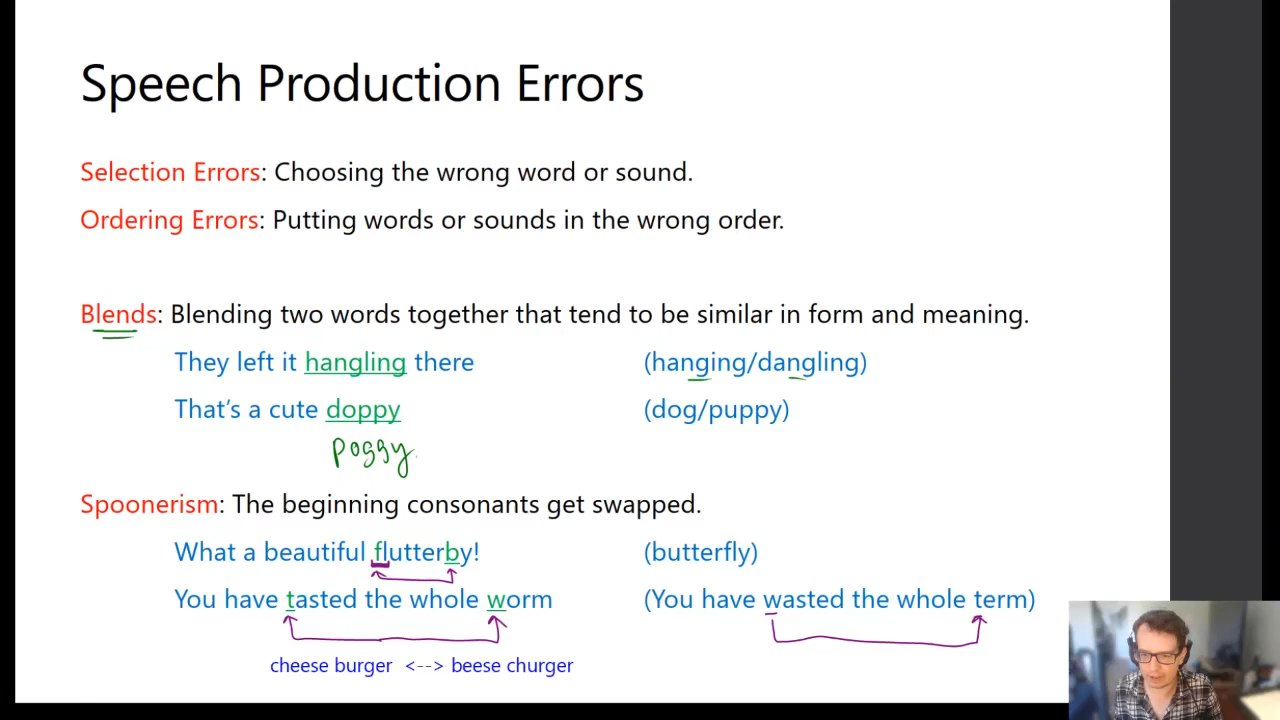 Speech Production Errors
Selection Errors: Choosing the wrong word or sound.
Ordering Errors: Putting words or sounds in the wrong order.
Blends: Blending two words together that tend to be similar in form and meaning.
They left it hangling there (hanging/dangling)
That's a cute doppy (dog/puppy)
poggy
Spoonerism: The beginning consonants get swapped.
What a beautiful flutterby! (butterfly)
You have tasted the whole worm (You have wasted the whole term)
cheese burger <--> beese churger